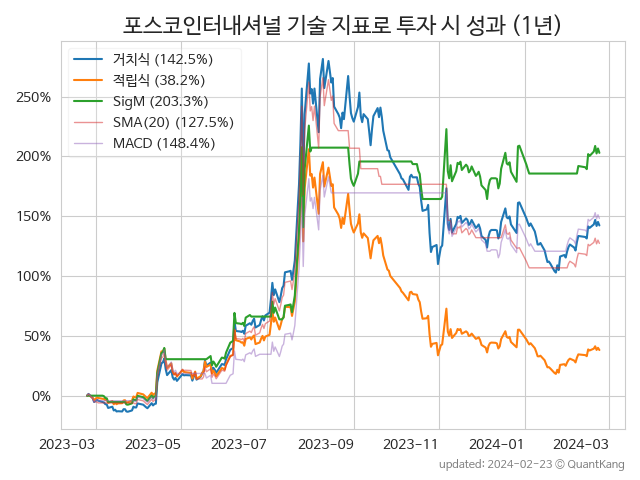 포스코인터내셔널 기술 지표로 투자 시 성과 (1년)
거치식 (142.5%)
적립식 (38.2%)
SigM (203.3%)
SMA(20) (127.5%)
MACD (148.4%)
250%
200%
150%
100%
50%
0%
2023-03 2023-05 2023-07 2023-09 2023-11 2024-01 2024-03
updated: 2024-02-23 © QuantKang